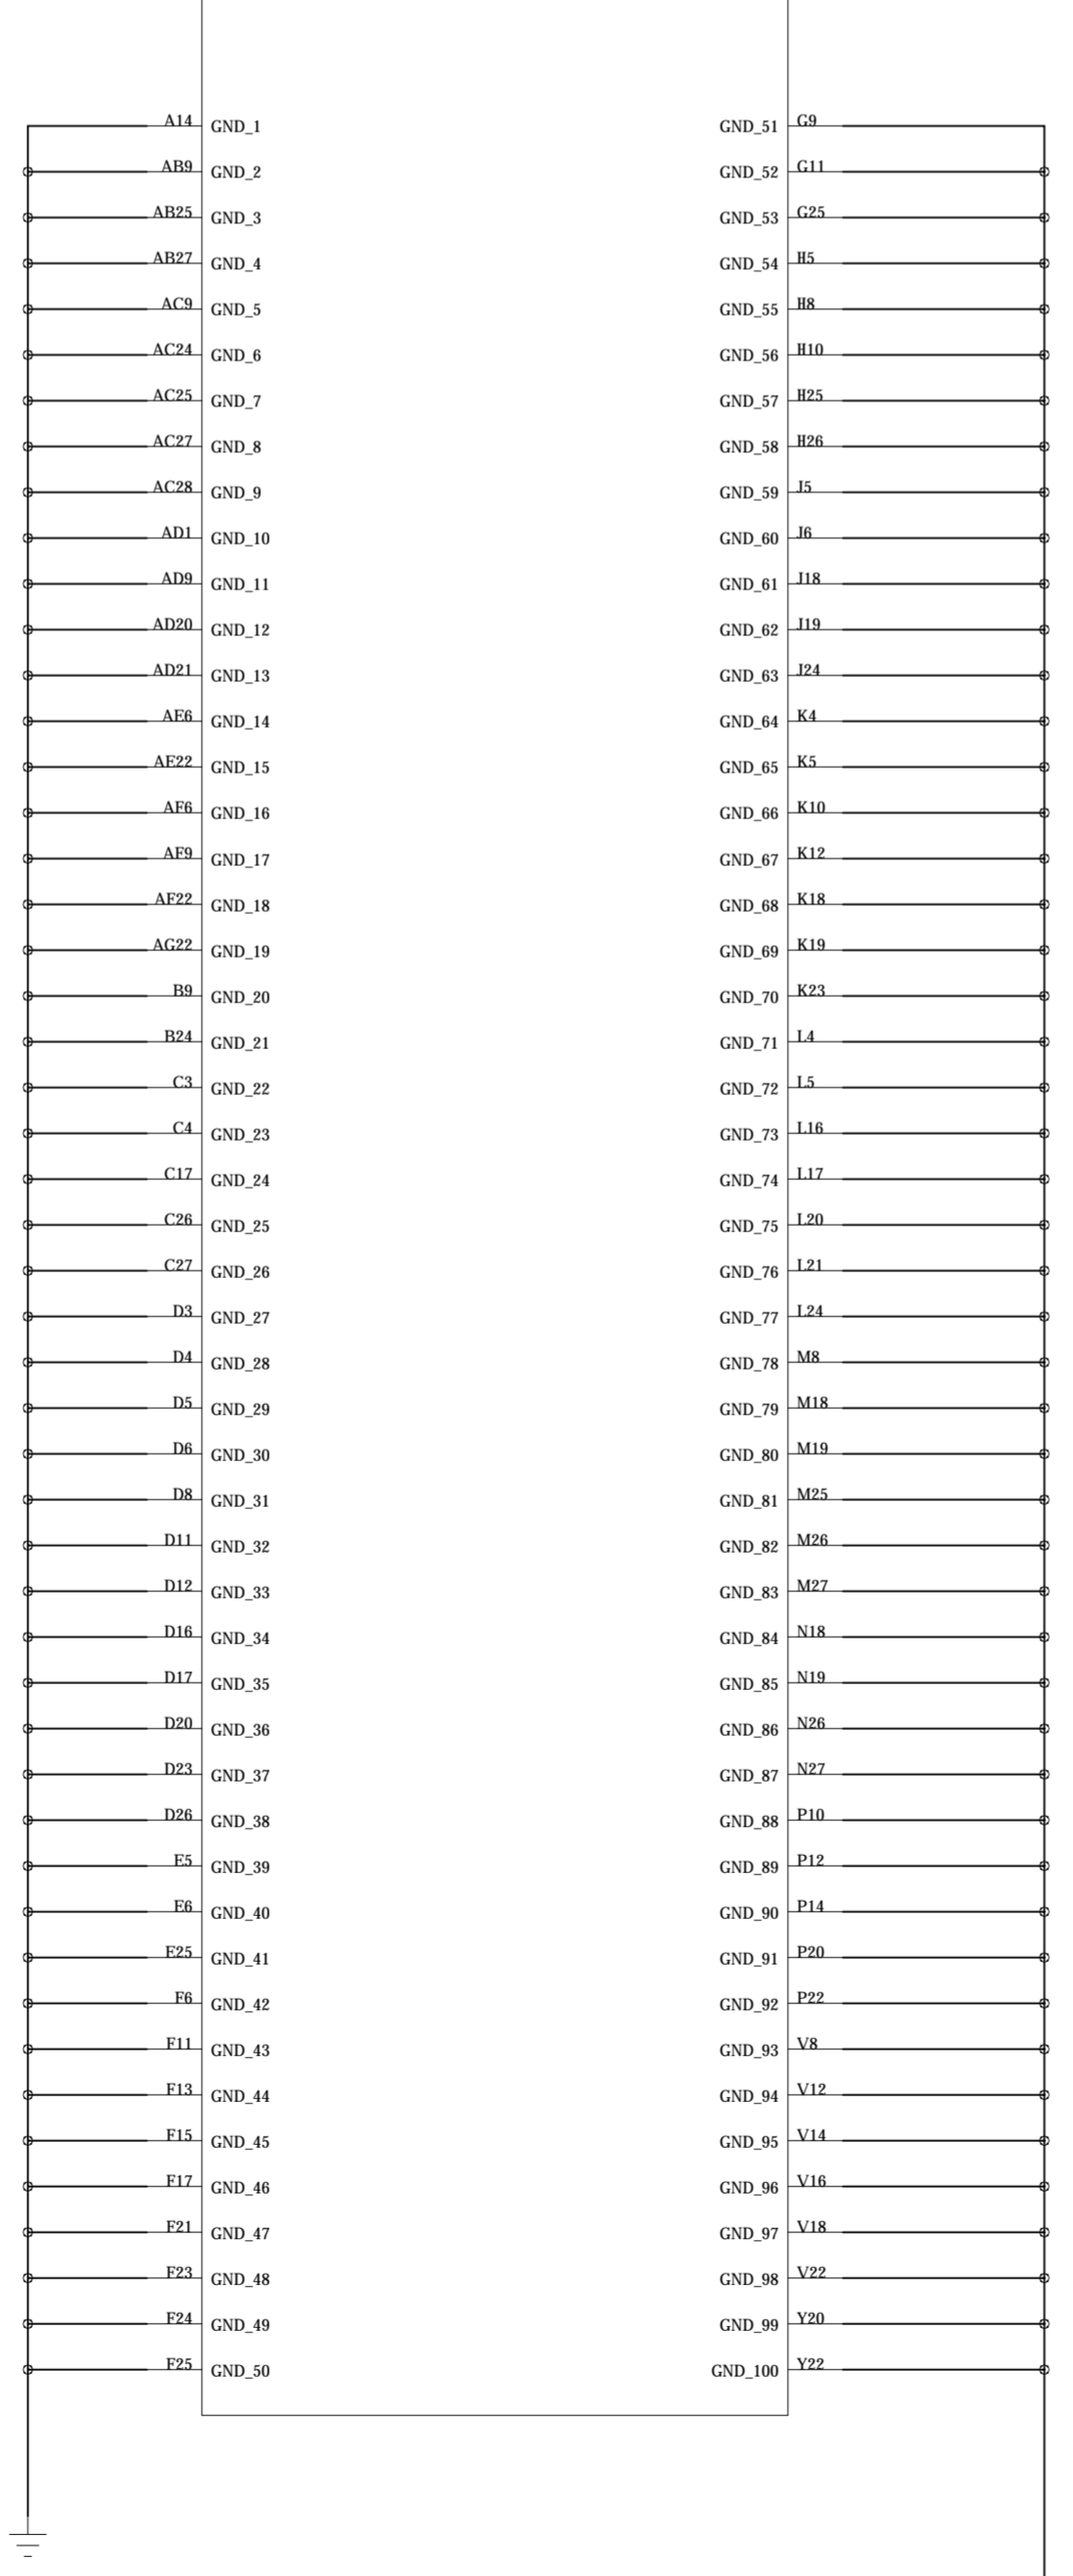 A14 GND_1 GND_51 G9
AB9 GND_2 GND_52 G11
AB25 GND_3 GND_53 G25
AB27 GND_4 GND_54 H5
AC9 GND_5 GND_55 H8
AC24 GND_6 GND_56 H10
AC25 GND_7 GND_57 H25
AC27 GND_8 GND_58 H26
AC28 GND_9 GND_59 J5
AD1 GND_10 GND_60 J6
AD9 GND_11 GND_61 J18
AD20 GND_12 GND_62 J19
AD21 GND_13 GND_63 J24
AE6 GND_14 GND_64 K4
AE22 GND_15 GND_65 K5
AF6 GND_16 GND_66 K10
AF9 GND_17 GND_67 K12
AF22 GND_18 GND_68 K18
AG22 GND_19 GND_69 K19
B9 GND_20 GND_70 K23
B24 GND_21 GND_71 L4
C3 GND_22 GND_72 L5
C4 GND_23 GND_73 L16
C17 GND_24 GND_74 L17
C26 GND_25 GND_75 L20
C27 GND_26 GND_76 L21
D3 GND_27 GND_77 L24
D4 GND_28 GND_78 M8
D5 GND_29 GND_79 M18
D6 GND_30 GND_80 M19
D8 GND_31 GND_81 M25
D11 GND_32 GND_82 M26
D12 GND_33 GND_83 M27
D16 GND_34 GND_84 N18
D17 GND_35 GND_85 N19
D20 GND_36 GND_86 N26
D23 GND_37 GND_87 N27
D26 GND_38 GND_88 P10
E5 GND_39 GND_89 P12
E6 GND_40 GND_90 P14
E25 GND_41 GND_91 P20
F6 GND_42 GND_92 P22
F11 GND_43 GND_93 V8
F13 GND_44 GND_94 V12
F15 GND_45 GND_95 V14
F17 GND_46 GND_96 V16
F21 GND_47 GND_97 V18
F23 GND_48 GND_98 V22
F24 GND_49 GND_99 Y20
F25 GND_50 GND_100 Y22